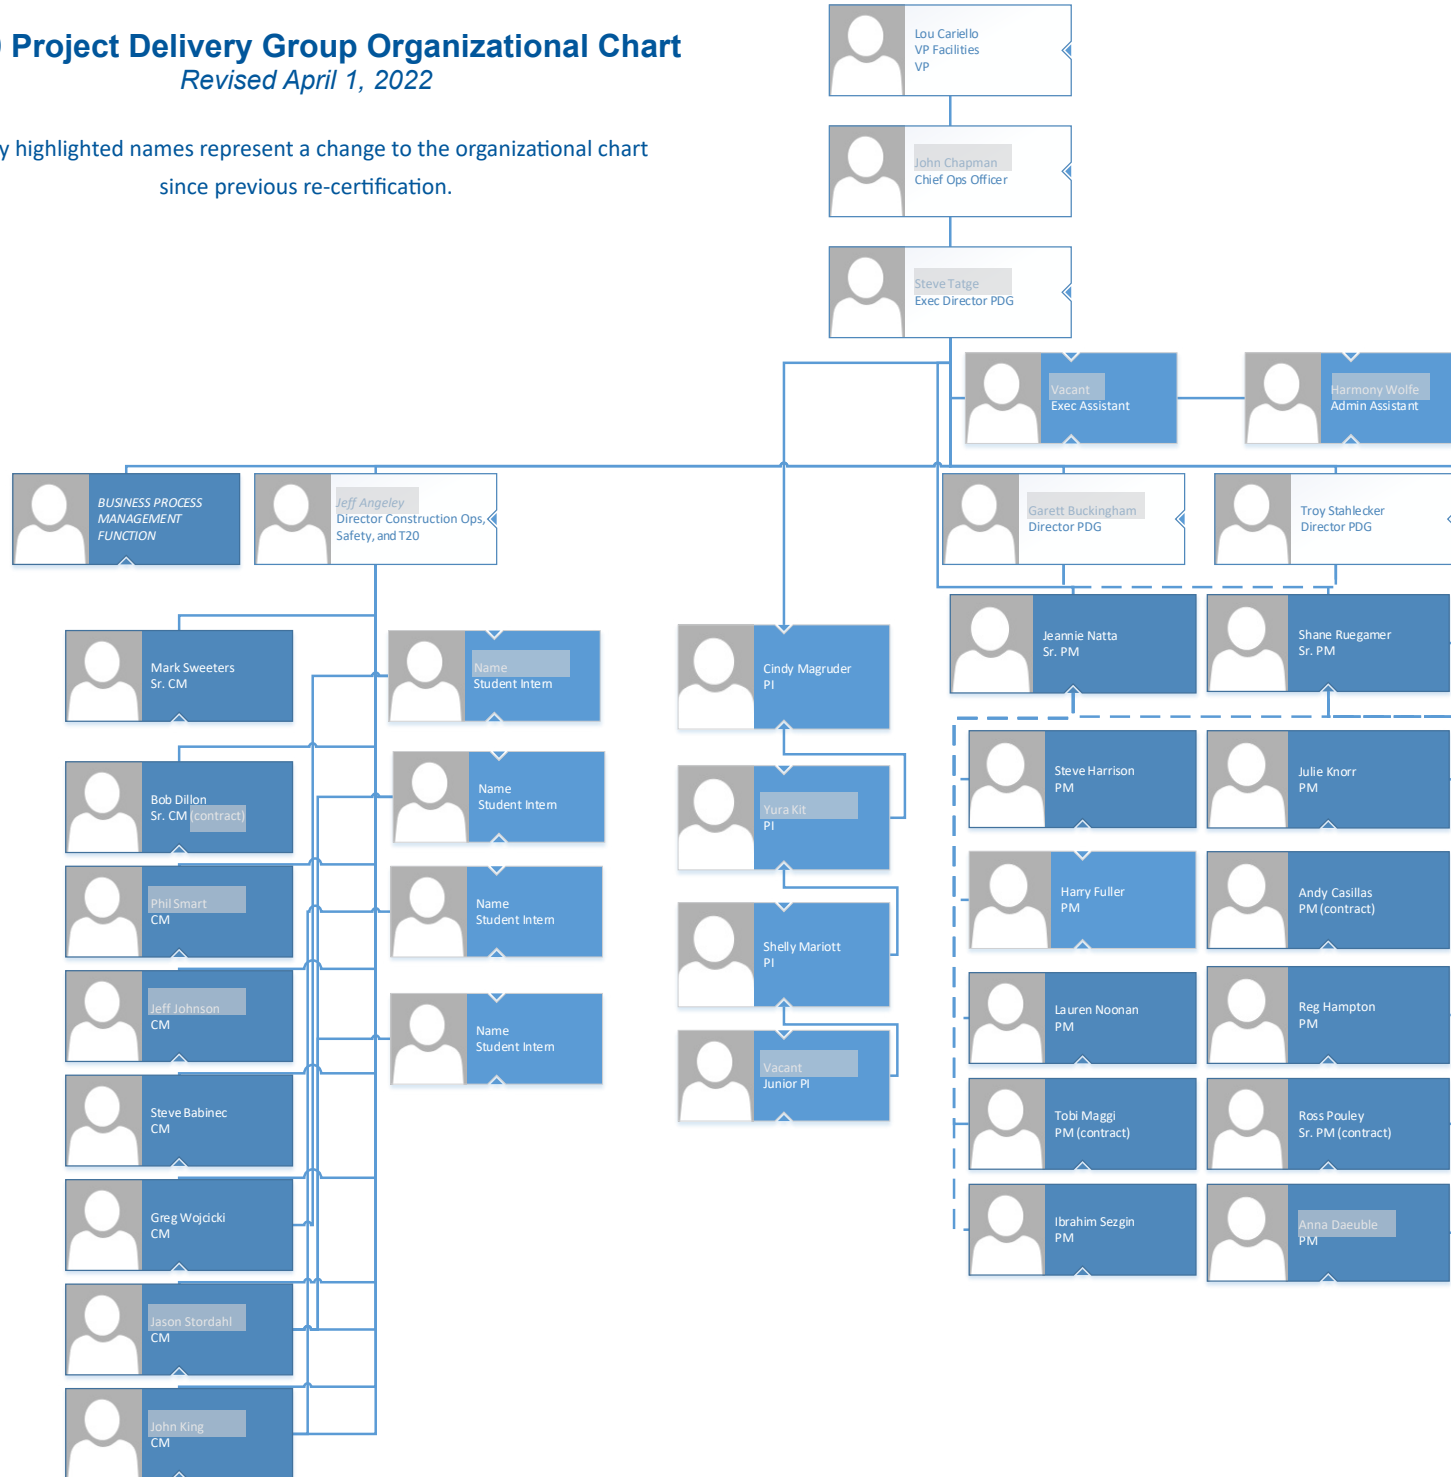 Project Delivery Group Organizational Chart
Revised April 1, 2022
highlighted names represent a change to the organizational chart
since previous re-certification.
Lou Cariello
VP Facilities
VP
John Chapman
Chief Ops Officer
Steve Tatge
Exec Director PDG
Vacant
Exec Assistant
Harmony Wolfe
Admin Assistant
BUSINESS PROCESS
MANAGEMENT
FUNCTION
Jeff Angeley
Director Construction Ops,
Safety, and T20
Garett Buckingham
Director PDG
Troy Stahlecker
Director PDG
Mark Sweeters
Sr. CM
Bob Dillon
Sr. CM (contract)
Phil Smart
CM
Jeff Johnson
CM
Steve Babinec
CM
Greg Wojcicki
CM
Jason Stordahl
CM
John King
CM
Name
Student Intern
Name
Student Intern
Name
Student Intern
Name
Student Intern
Cindy Magruder
PI
Yura Kit
PI
Shelly Mariott
PI
Vacant
Junior PI
Jeannie Natta
Sr. PM
Steve Harrison
PM
Harry Fuller
PM
Lauren Noonan
PM
Tobi Maggi
PM (contract)
Ibrahim Sezgin
PM
Shane Ruegamer
Sr. PM
Julie Knorr
PM
Andy Casillas
PM (contract)
Reg Hampton
PM
Ross Pouley
Sr. PM (contract)
Anna Daeuble
PM